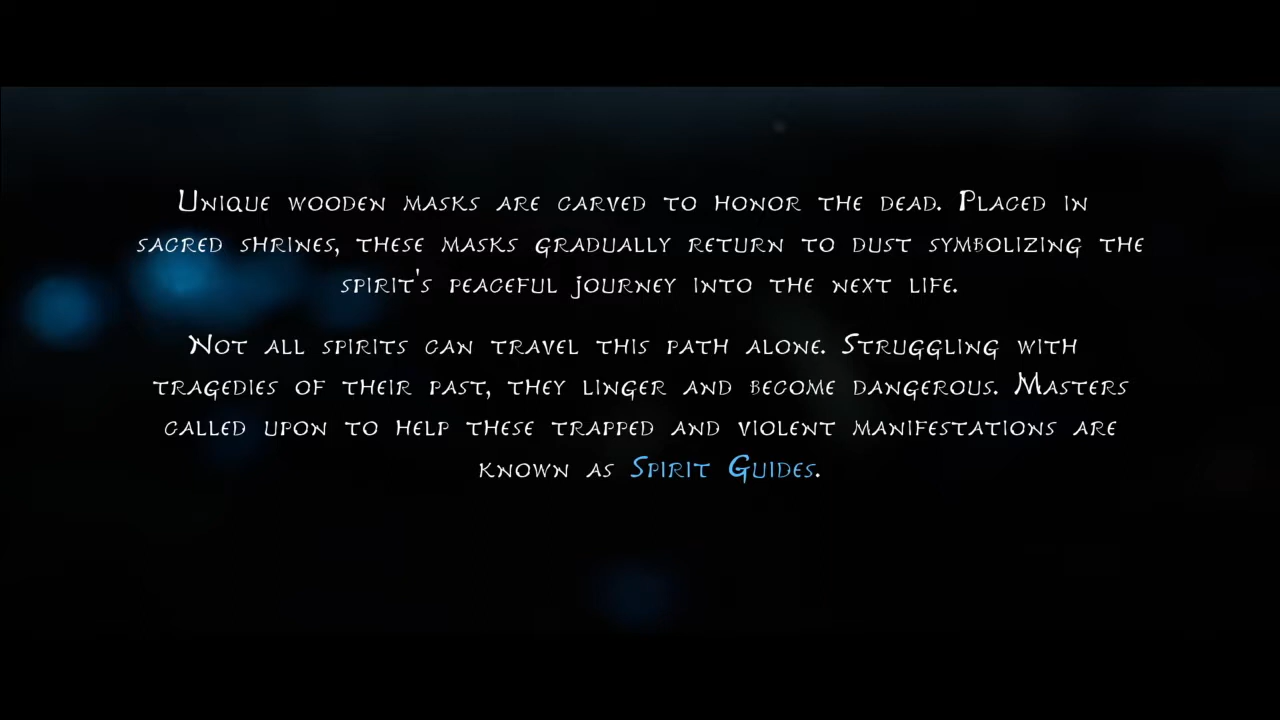 Unique wooden masks are carved to honor the dead. Placed in
sacred shrines, these masks gradually return to dust symbolizing the
spirit's peaceful journey into the next life.
Not all spirits can travel this path alone. Struggling with
tragedies of their past, they linger and become dangerous. Masters
called upon to help these trapped and violent manifestations are
known as Spirit Guides.